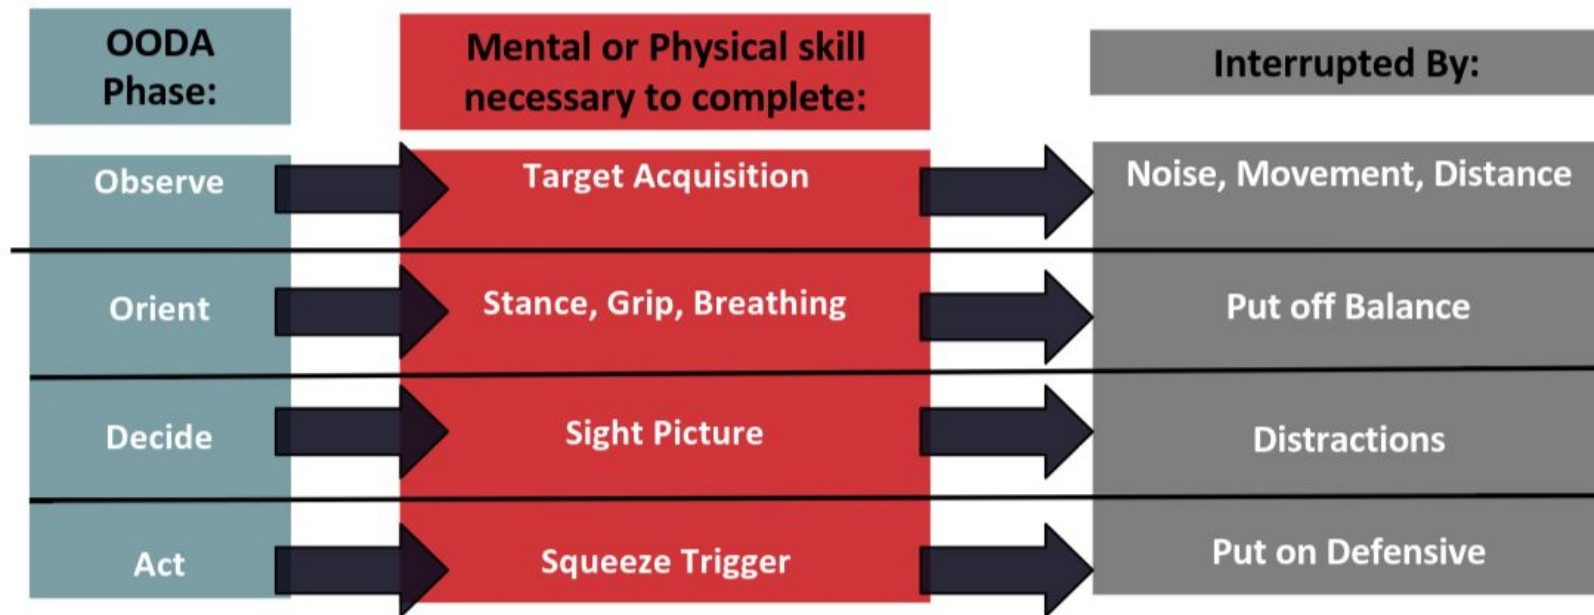 OODA
Phase:
Mental or Physical skill
necessary to complete:
Interrupted By:
Observe
Target Acquisition
Noise, Movement, Distance
Orient
Stance, Grip, Breathing
Put off Balance
Decide
Sight Picture
Distractions
Act
Squeeze Trigger
Put on Defensive